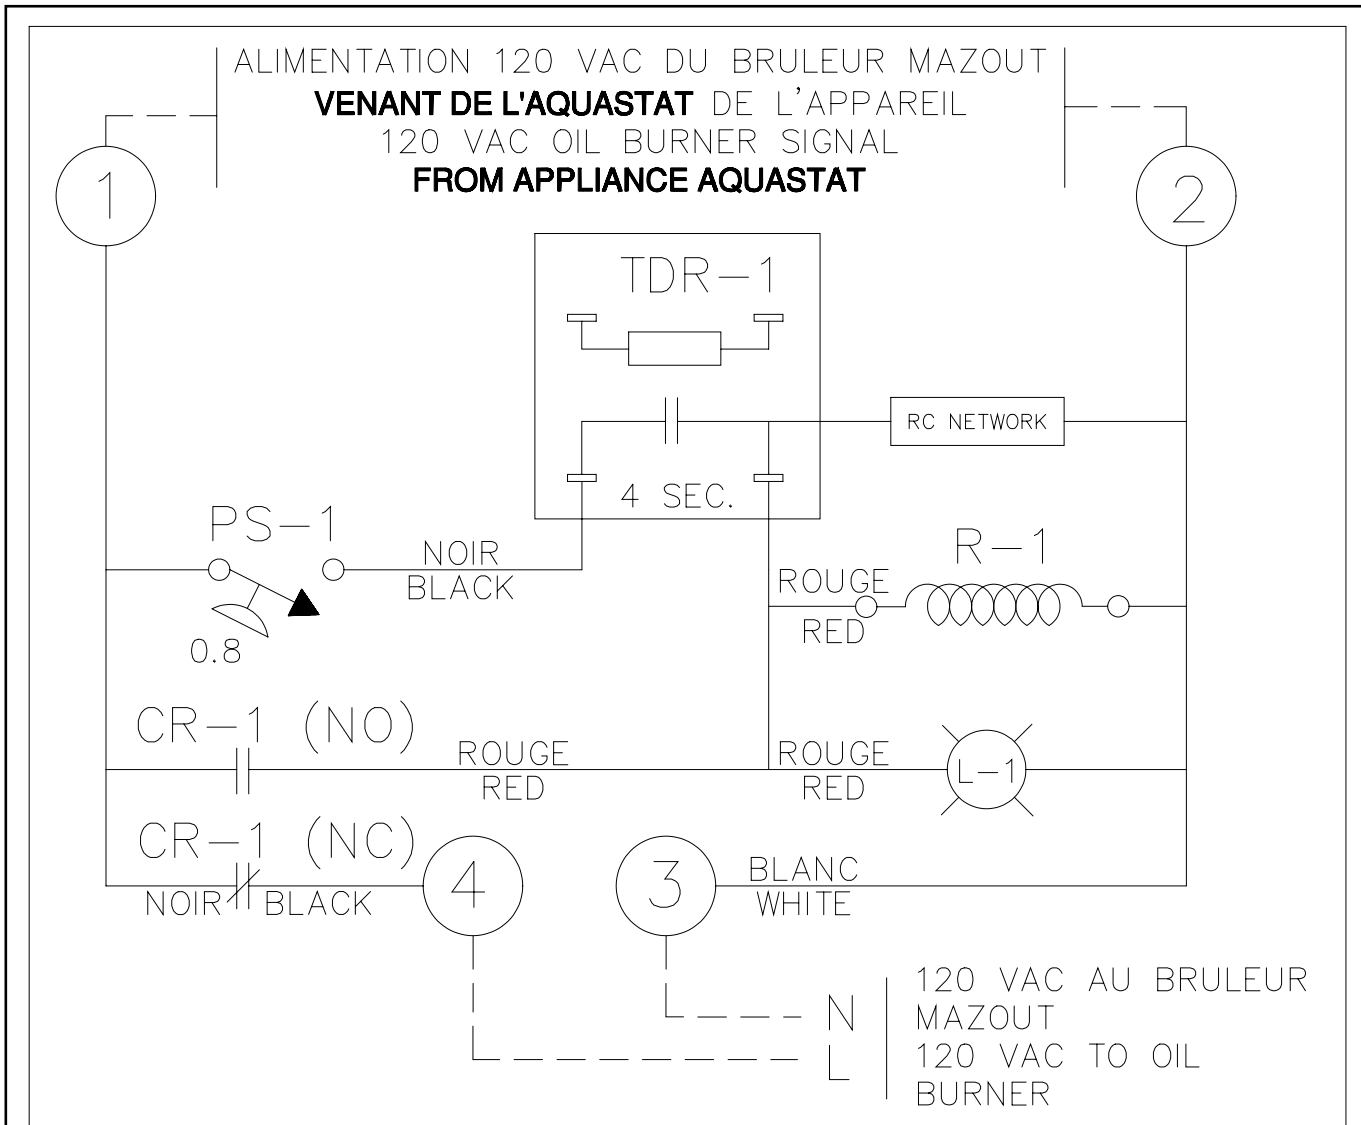 ALIMENTATION 120 VAC DU BRULEUR MAZOUT
VENANT DE L'AQUASTAT DE L'APPAREIL
120 VAC OIL BURNER SIGNAL
FROM APPLIANCE AQUASTAT
1
2
TDR-1
RC NETWORK
4 SEC.
PS-1
NOIR
BLACK
0.8
R-1
ROUGE
RED
CR-1 (NO)
ROUGE
RED
ROUGE
RED
L-1
CR-1 (NC)
NOIR BLACK
4
3
BLANC
WHITE
N
L
120 VAC AU BRULEUR
MAZOUT
120 VAC TO OIL
BURNER